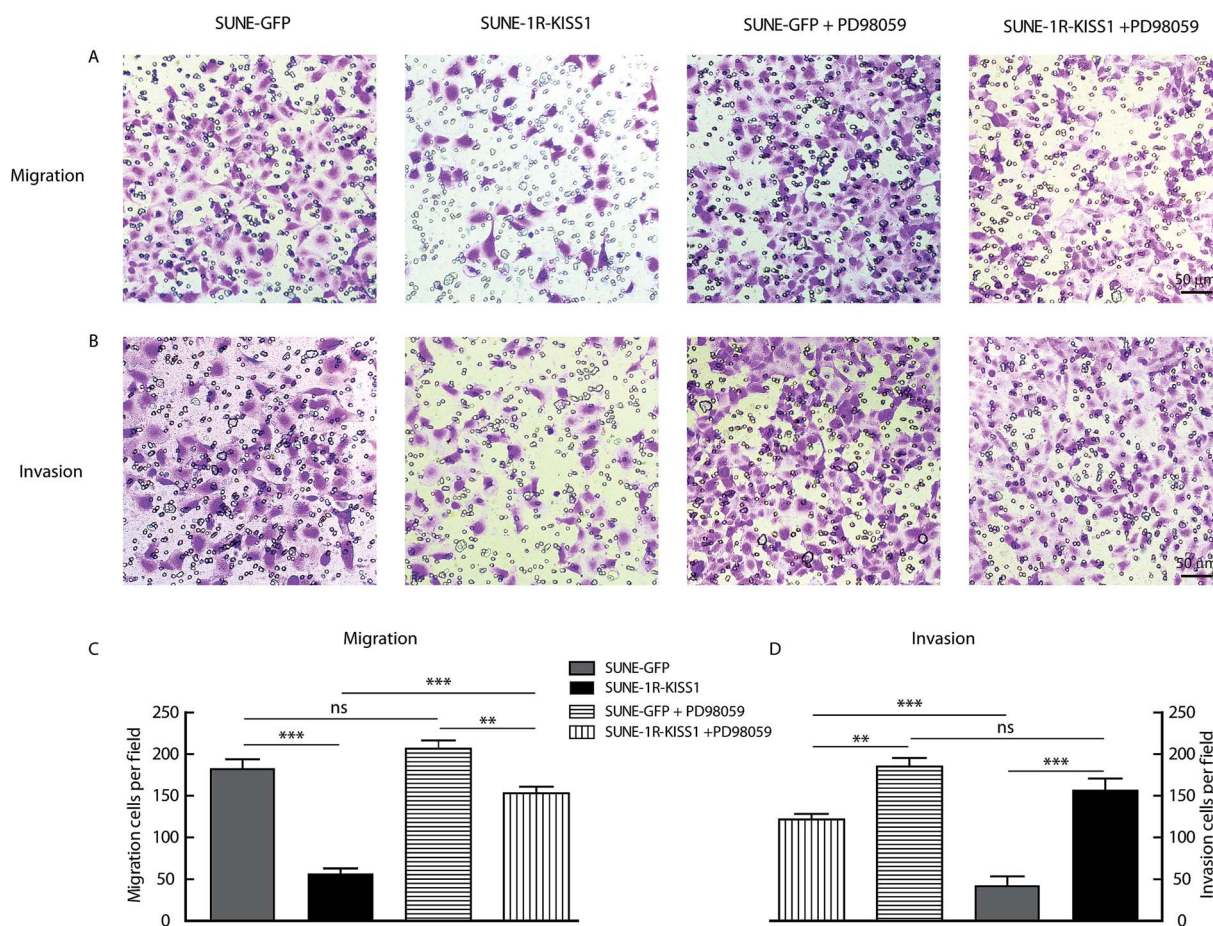 SUNE-GFP
SUNE-1R-KISS1
SUNE-GFP + PD98059
SUNE-1R-KISS1 +PD98059
A
Migration
50 µm
B
Invasion
50 µm
C
Migration
SUNE-GFP
SUNE-1R-KISS1
SUNE-GFP + PD98059
SUNE-1R-KISS1 +PD98059
D
Invasion
Migration cells per field
250
200
150
100
50
0
***
ns
**
***
***
ns
**
***
250
200
150
100
50
0
Invasion cells per field